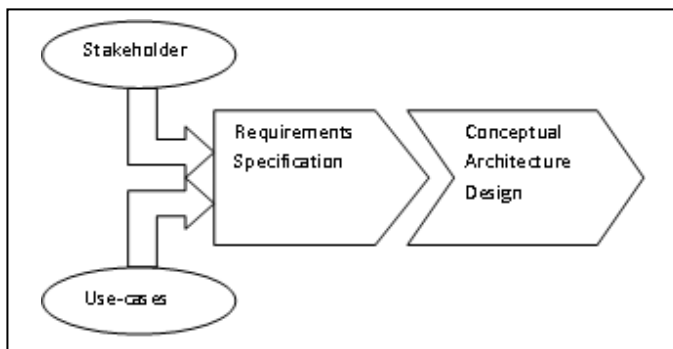 Stakeholder
Requirements
Specification
Conceptual
Architecture
Design
Use-cases